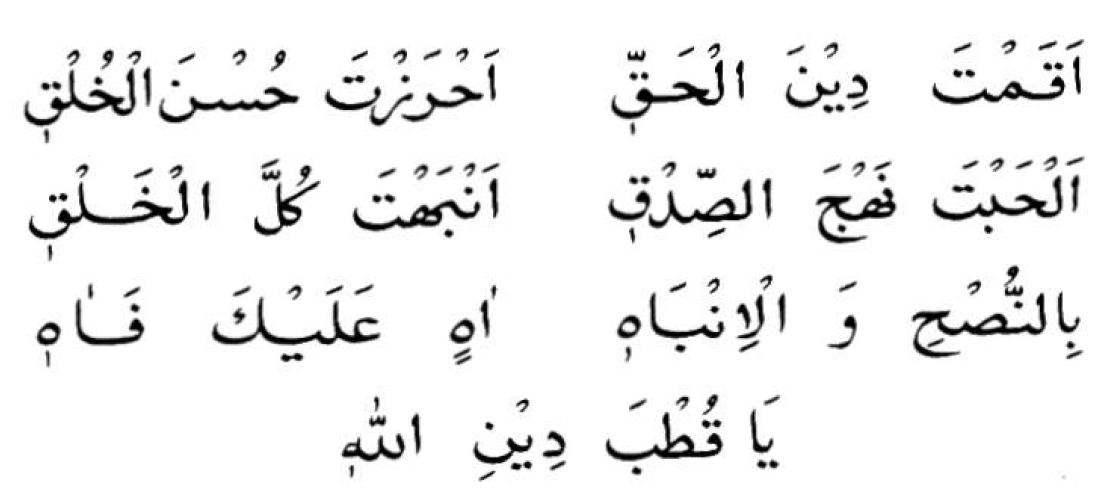 اَقَمْتَ دِيْنَ الْحَقِّ اَحْرَزْتَ حُسْنَ الْخُلْقِ
اَلْحَبْتَ نَهْجَ الصِّدْقِ اَنْبَهْتَ كُلَّ الْخَلْقِ
بِالنُّصْحِ وَ الْاِنْبَاهِ اٰهٍ عَلَيْكَ فَاٰهِ
يَا قُطْبَ دِيْنِ اللّٰهِ